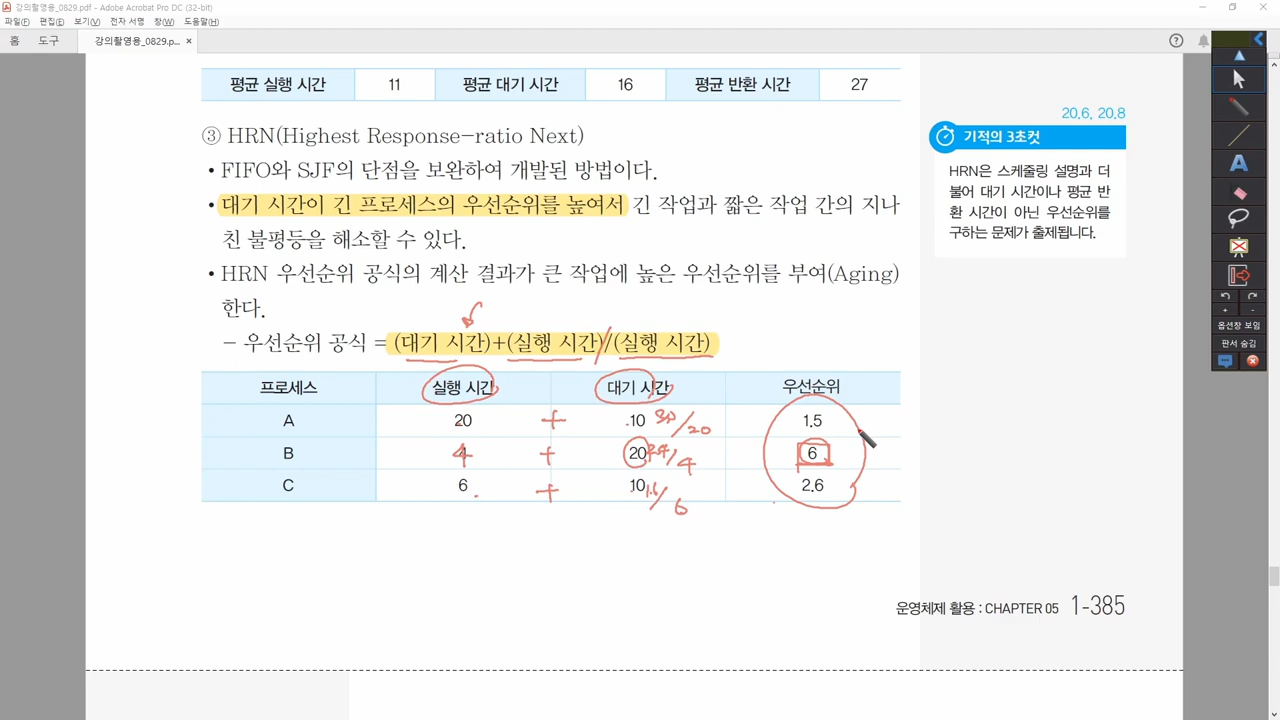 강의촬영용_0829.pdf - Adobe Acrobat Pro DC (32-bit)
파일(F) 편집(E) 보기(V) 전자 서명 창(W) 도움말(H)
홈 도구 강의촬영용_0829.p... ×
평균 실행 시간 11 평균 대기 시간 16 평균 반환 시간 27
③ HRN(Highest Response-ratio Next)
• FIFO와 SJF의 단점을 보완하여 개발된 방법이다.
• 대기 시간이 긴 프로세스의 우선순위를 높여서 긴 작업과 짧은 작업 간의 지나
친 불평등을 해소할 수 있다.
• HRN 우선순위 공식의 계산 결과가 큰 작업에 높은 우선순위를 부여(Aging)
한다.
- 우선순위 공식 = (대기 시간)+(실행 시간)/(실행 시간)
프로세스 실행 시간 대기 시간 우선순위
A 20 + 10 30/20 1.5
B 4 + 20 24/4 6
C 6 + 10 16/6 2.6
20.6, 20.8
기적의 3초컷
HRN은 스케줄링 설명과 더
불어 대기 시간이나 평균 반
환 시간이 아닌 우선순위를
구하는 문제가 출제됩니다.
운영체제 활용 : CHAPTER 05 1-385
옵션창 보임
판서 숨김